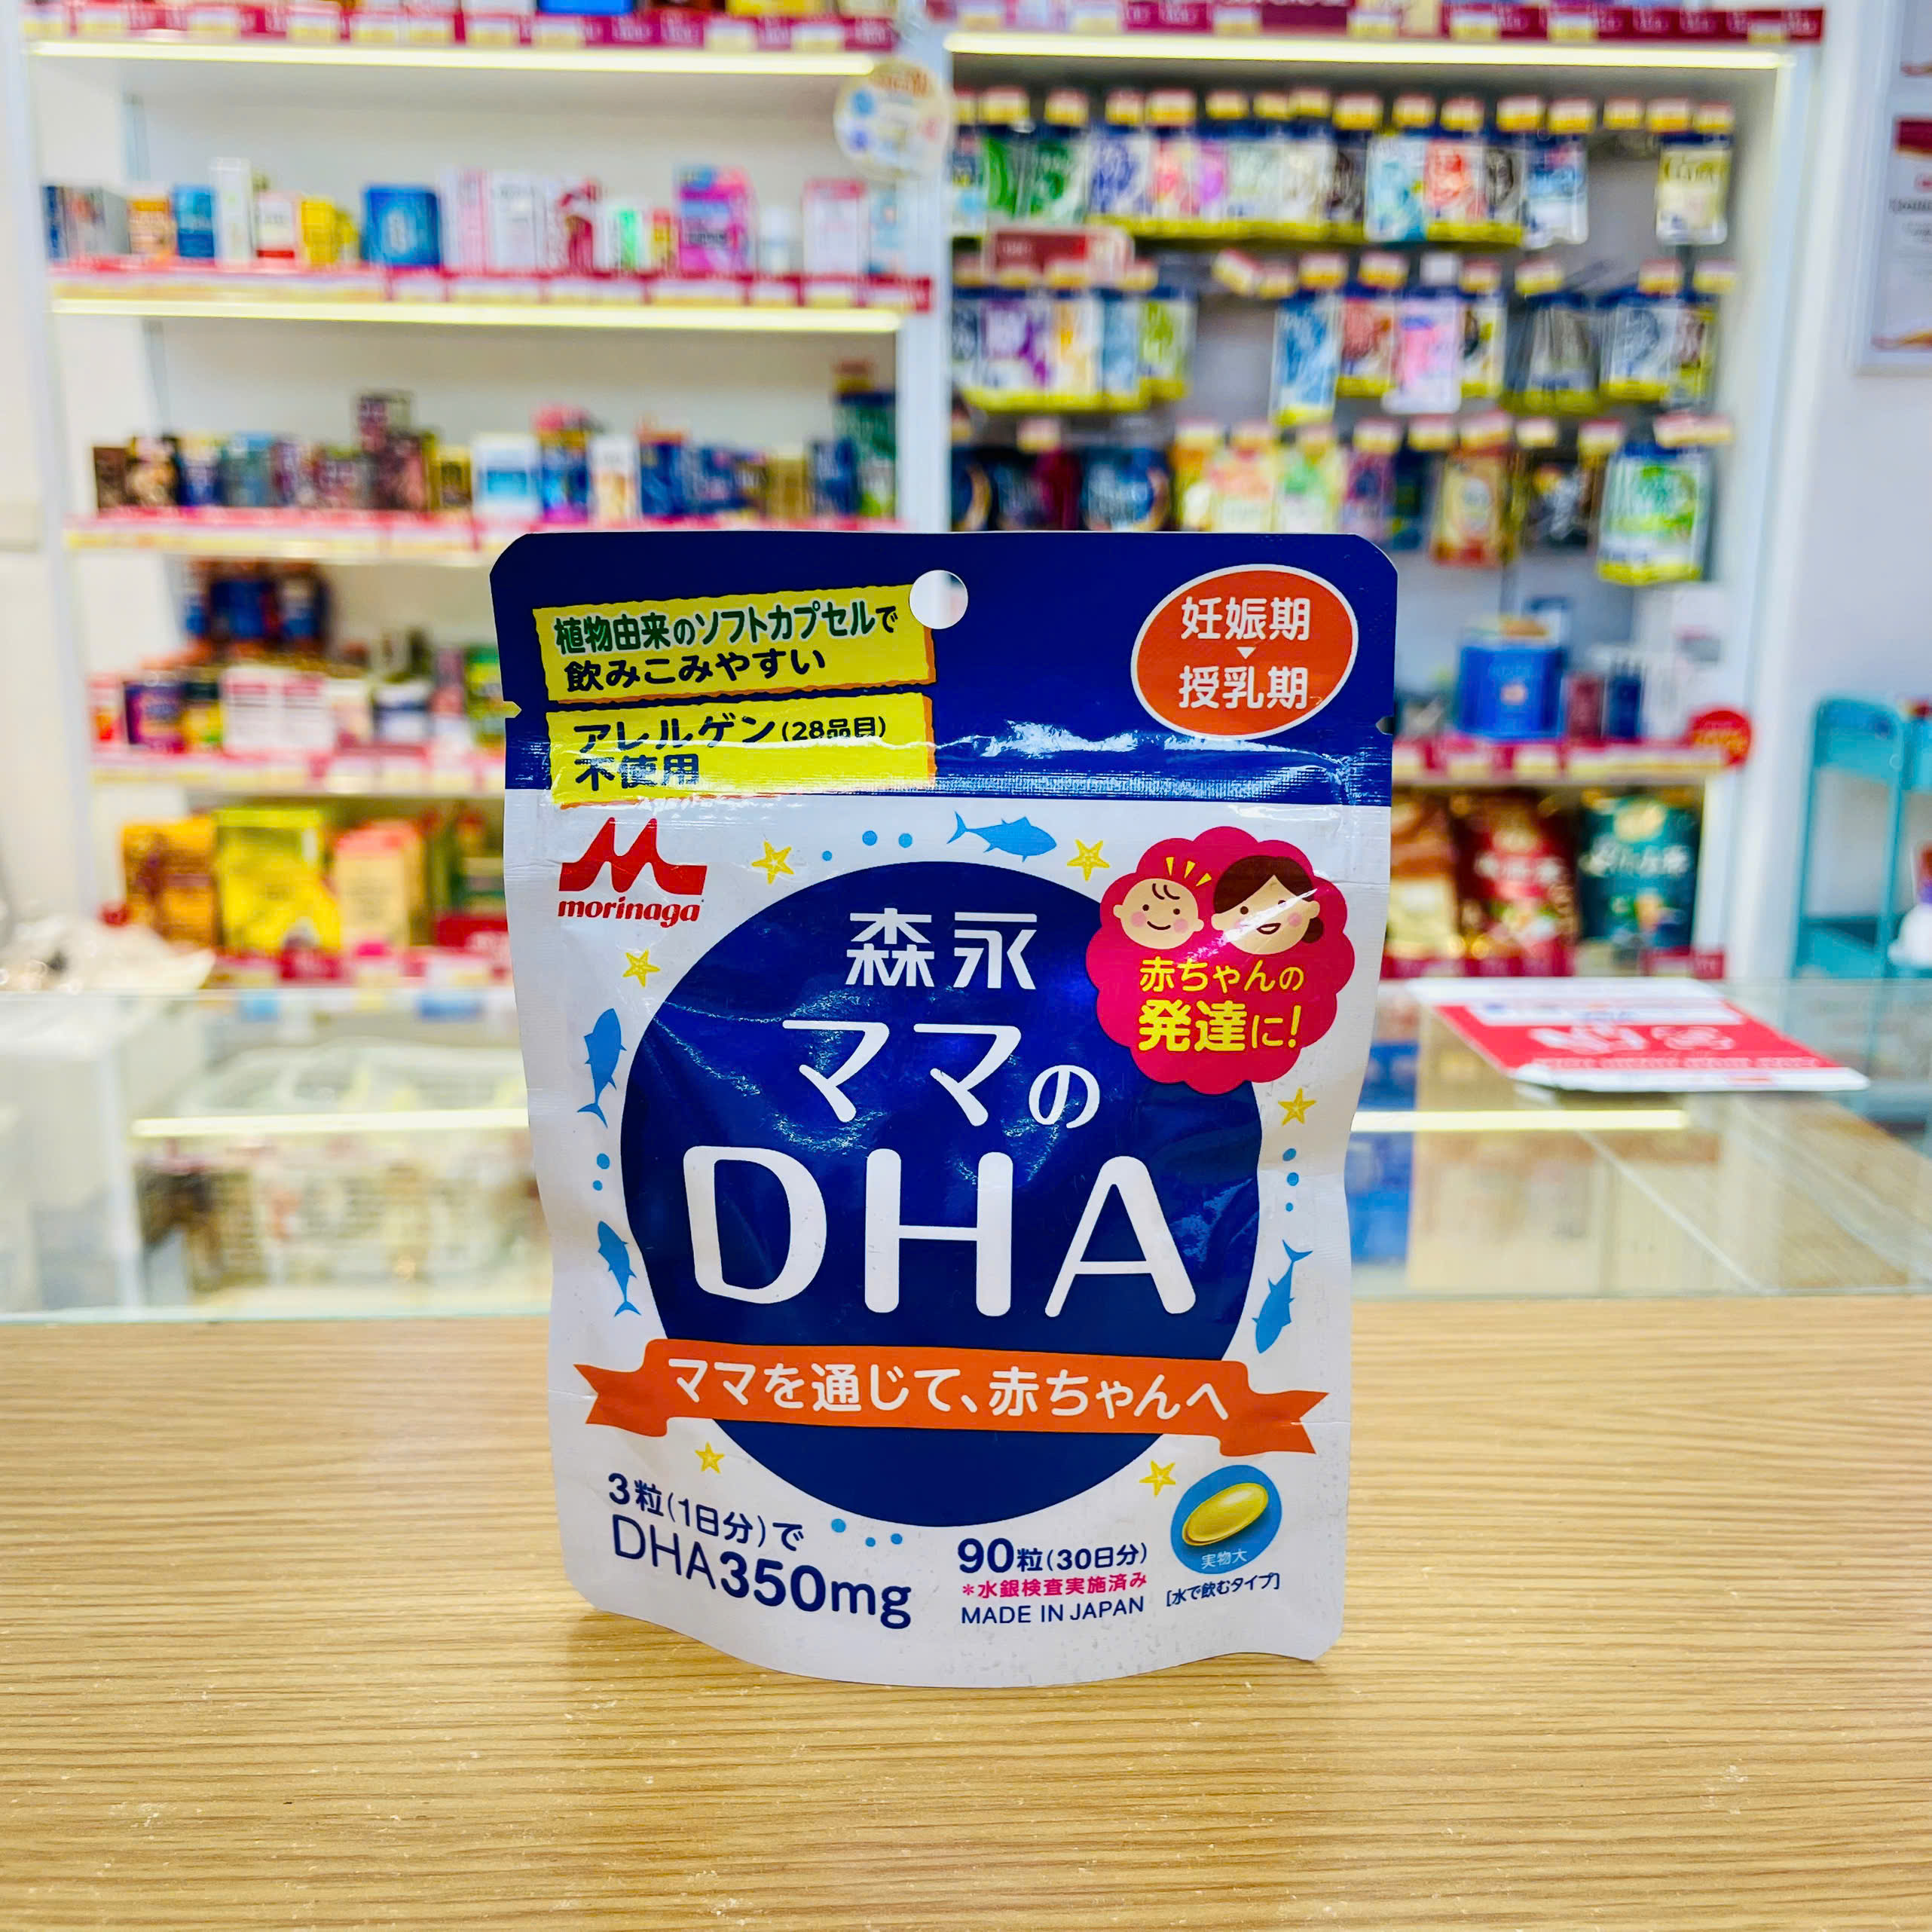 植物由来のソフトカプセルで
飲みこみやすい
アレルゲン(28品目)
不使用
妊娠期
授乳期
morinaga
森永
ママの
DHA
赤ちゃんの
発達に!
ママを通じて、赤ちゃんへ
3粒(1日分)で
DHA350mg
90粒(30日分)
*水銀検査実施済み
MADE IN JAPAN
実物大
[水で飲むタイプ]